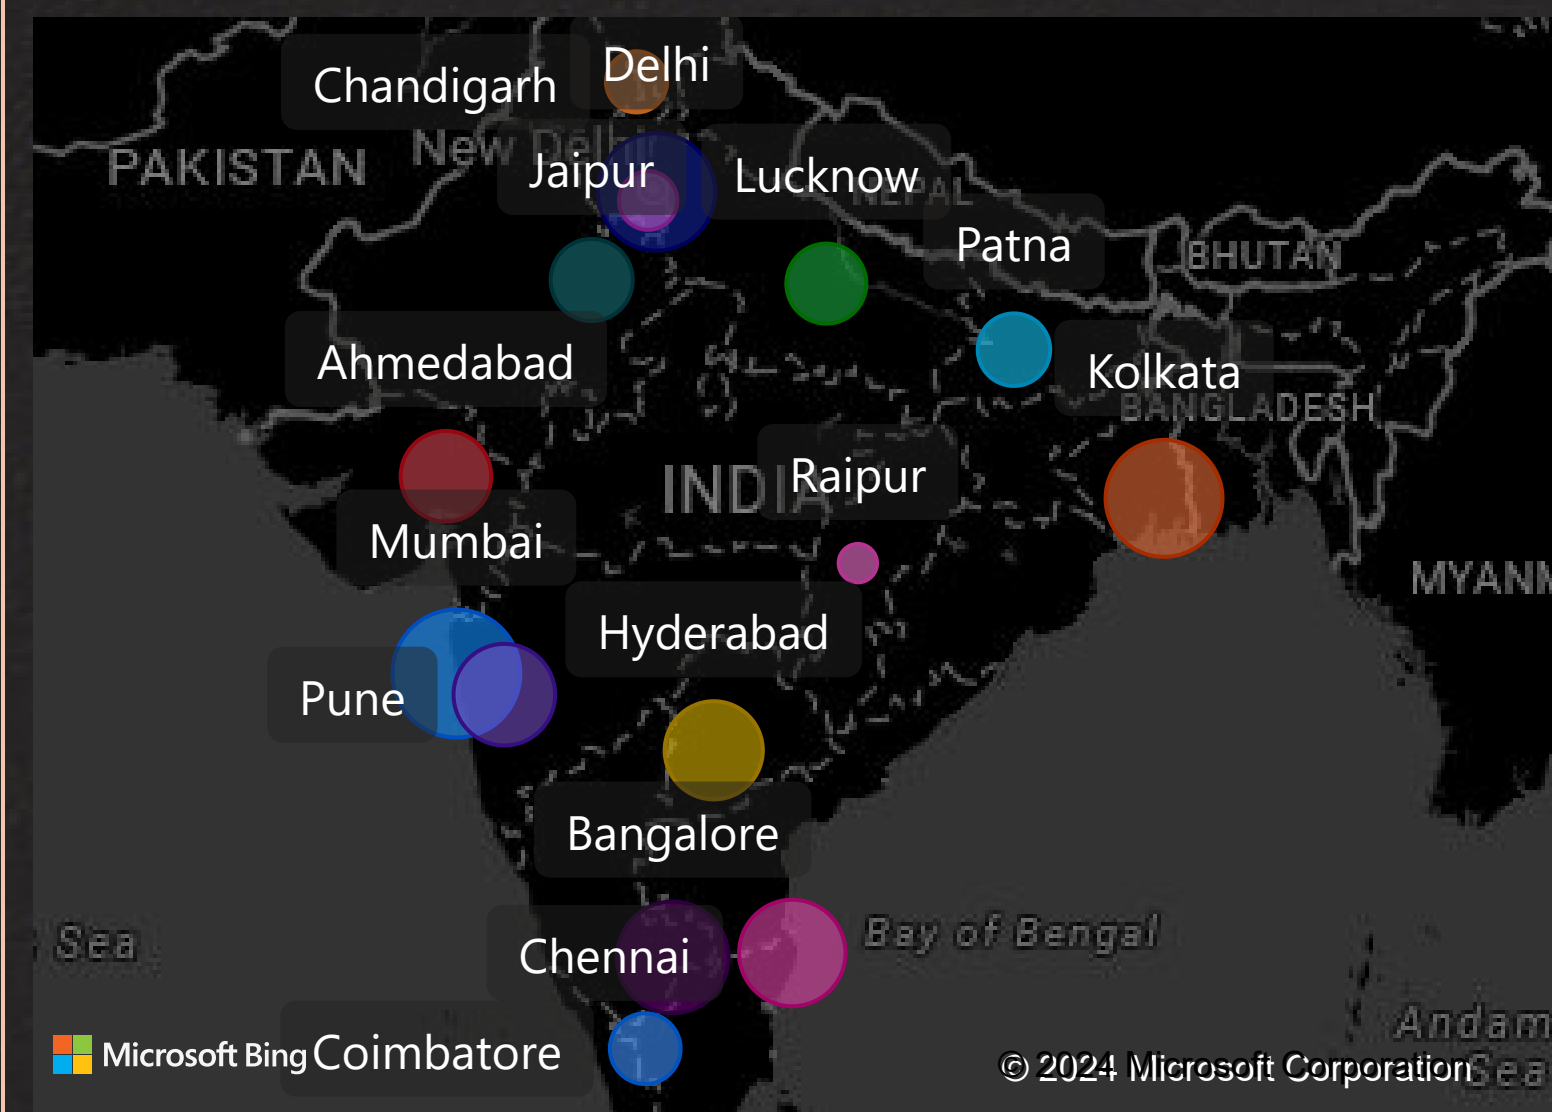 Delhi
Chandigarh
New Delhi
PAKISTAN
Jaipur
Lucknow
NEPAL
Patna
BHUTAN
Ahmedabad
Kolkata
BANGLADESH
INDIA
Raipur
Mumbai
MYANM
Hyderabad
Pune
Bangalore
Bay of Bengal
Sea
Chennai
Andam
Sea
Microsoft Bing
Coimbatore
© 2024 Microsoft Corporation